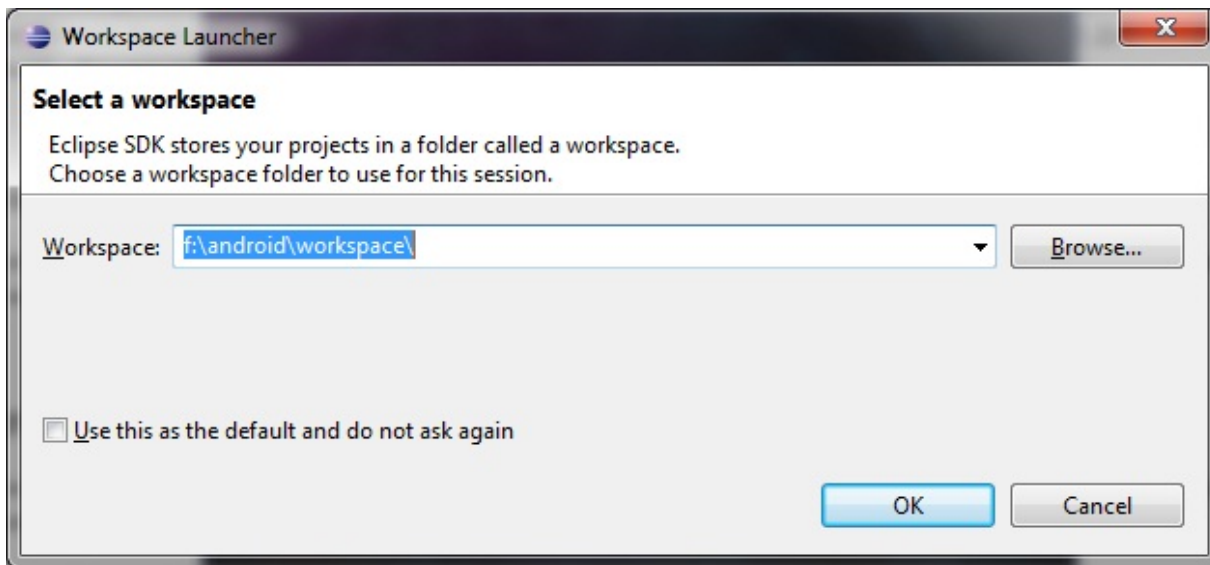 Workspace Launcher
Select a workspace
Eclipse SDK stores your projects in a folder called a workspace.
Choose a workspace folder to use for this session.
Workspace: f:\android\workspace\ Browse...
Use this as the default and do not ask again
OK Cancel